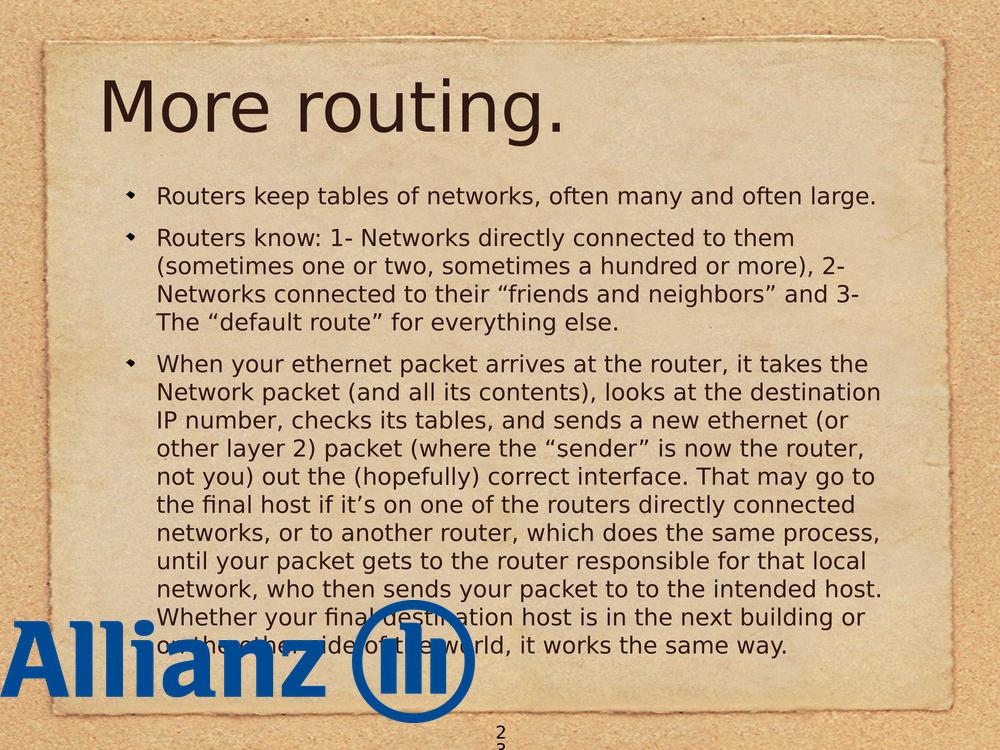 More routing.
Routers keep tables of networks, often many and often large.
Routers know: 1- Networks directly connected to them
(sometimes one or two, sometimes a hundred or more), 2-
Networks connected to their “friends and neighbors” and 3-
The “default route” for everything else.
When your ethernet packet arrives at the router, it takes the
Network packet (and all its contents), looks at the destination
IP number, checks its tables, and sends a new ethernet (or
other layer 2) packet (where the “sender” is now the router,
not you) out the (hopefully) correct interface. That may go to
the final host if it’s on one of the routers directly connected
networks, or to another router, which does the same process,
until your packet gets to the router responsible for that local
network, who then sends your packet to to the intended host.
Whether your final destination host is in the next building or
on the other side of the world, it works the same way.
Allianz
2
3